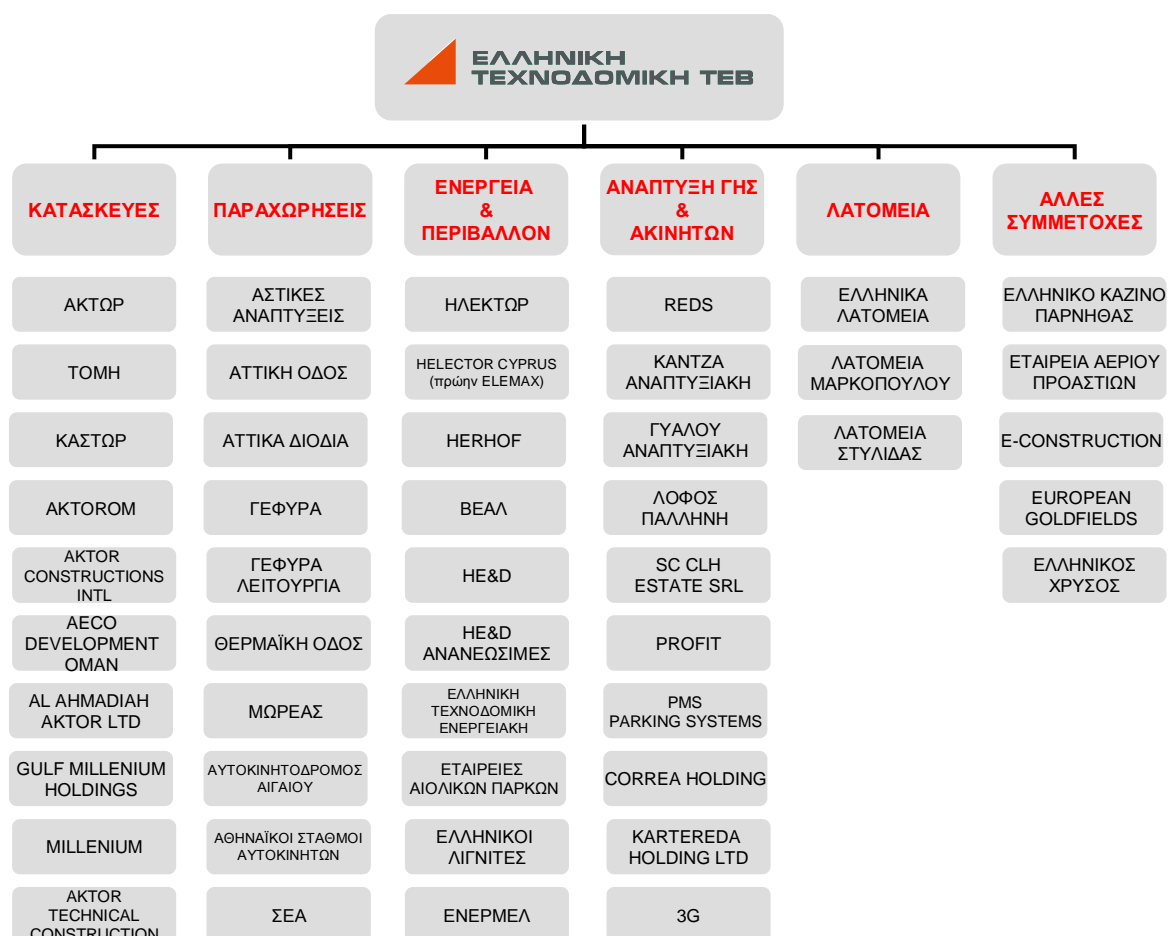 ΕΛΛΗΝΙΚΗ
ΤΕΧΝΟΔΟΜΙΚΗ ΤΕΒ
ΚΑΤΑΣΚΕΥΕΣ
ΑΚΤΩΡ
ΤΟΜΗ
ΚΑΣΤΩΡ
AKTOROM
AKTOR
CONSTRUCTIONS
INTL
AECO
DEVELOPMENT
OMAN
AL AHMADIAH
AKTOR LTD
GULF MILLENIUM
HOLDINGS
MILLENIUM
AKTOR
TECHNICAL
CONSTRUCTION
ΠΑΡΑΧΩΡΗΣΕΙΣ
ΑΣΤΙΚΕΣ
ΑΝΑΠΤΥΞΕΙΣ
ΑΤΤΙΚΗ ΟΔΟΣ
ΑΤΤΙΚΑ ΔΙΟΔΙΑ
ΓΕΦΥΡΑ
ΓΕΦΥΡΑ
ΛΕΙΤΟΥΡΓΙΑ
ΘΕΡΜΑΪΚΗ ΟΔΟΣ
ΜΩΡΕΑΣ
ΑΥΤΟΚΙΝΗΤΟΔΡΟΜΟΣ
ΑΙΓΑΙΟΥ
ΑΘΗΝΑΪΚΟΙ ΣΤΑΘΜΟΙ
ΑΥΤΟΚΙΝΗΤΩΝ
ΣΕΑ
ΕΝΕΡΓΕΙΑ
&
ΠΕΡΙΒΑΛΛΟΝ
ΗΛΕΚΤΩΡ
HELECTOR CYPRUS
(πρώην ELEMAX)
HERHOF
ΒΕΑΛ
HE&D
HE&D
ΑΝΑΝΕΩΣΙΜΕΣ
ΕΛΛΗΝΙΚΗ
ΤΕΧΝΟΔΟΜΙΚΗ
ΕΝΕΡΓΕΙΑΚΗ
ΕΤΑΙΡΕΙΕΣ
ΑΙΟΛΙΚΩΝ ΠΑΡΚΩΝ
ΕΛΛΗΝΙΚΟΙ
ΛΙΓΝΙΤΕΣ
ΕΝΕΡΜΕΛ
ΑΝΑΠΤΥΞΗ ΓΗΣ
&
ΑΚΙΝΗΤΩΝ
REDS
ΚΑΝΤΖΑ
ΑΝΑΠΤΥΞΙΑΚΗ
ΓΥΑΛΟΥ
ΑΝΑΠΤΥΞΙΑΚΗ
ΛΟΦΟΣ
ΠΑΛΛΗΝΗ
SC CLH
ESTATE SRL
PROFIT
PMS
PARKING SYSTEMS
CORREA HOLDING
KARTEREDA
HOLDING LTD
3G
ΛΑΤΟΜΕΙΑ
ΕΛΛΗΝΙΚΑ
ΛΑΤΟΜΕΙΑ
ΛΑΤΟΜΕΙΑ
ΜΑΡΚΟΠΟΥΛΟΥ
ΛΑΤΟΜΕΙΑ
ΣΤΥΛΙΔΑΣ
ΑΛΛΕΣ
ΣΥΜΜΕΤΟΧΕΣ
ΕΛΛΗΝΙΚΟ ΚΑΖΙΝΟ
ΠΑΡΝΗΘΑΣ
ΕΤΑΙΡΕΙΑ ΑΕΡΙΟΥ
ΠΡΟΑΣΤΙΩΝ
E-CONSTRUCTION
EUROPEAN
GOLDFIELDS
ΕΛΛΗΝΙΚΟΣ
ΧΡΥΣΟΣ